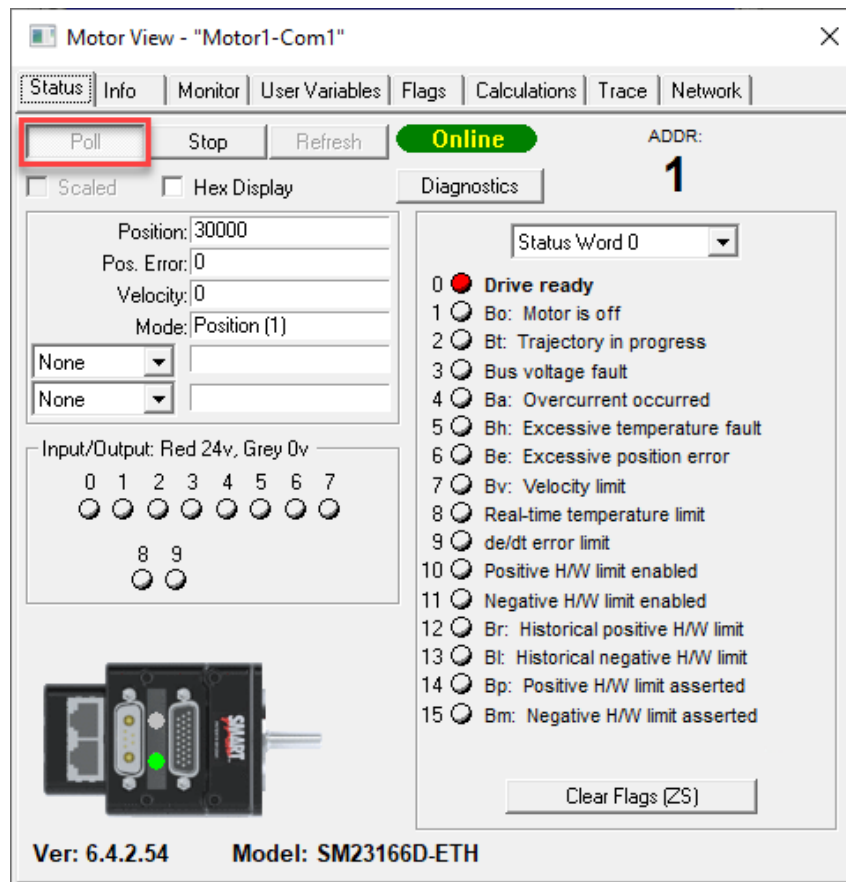 Motor View - "Motor1-Com1"
Status Info Monitor User Variables Flags Calculations Trace Network
Poll Stop Refresh Online ADDR:
1
Scaled Hex Display Diagnostics
Position: 30000
Pos. Error: 0
Velocity: 0
Mode: Position (1)
None
None
Input/Output: Red 24v, Grey 0v
0 1 2 3 4 5 6 7
8 9
Status Word 0
0 Drive ready
1 Bo: Motor is off
2 Bt: Trajectory in progress
3 Bus voltage fault
4 Ba: Overcurrent occurred
5 Bh: Excessive temperature fault
6 Be: Excessive position error
7 Bv: Velocity limit
8 Real-time temperature limit
9 de/dt error limit
10 Positive H/W limit enabled
11 Negative H/W limit enabled
12 Br: Historical positive H/W limit
13 Bl: Historical negative H/W limit
14 Bp: Positive H/W limit asserted
15 Bm: Negative H/W limit asserted
Clear Flags (ZS)
SMART
Ver: 6.4.2.54 Model: SM23166D-ETH